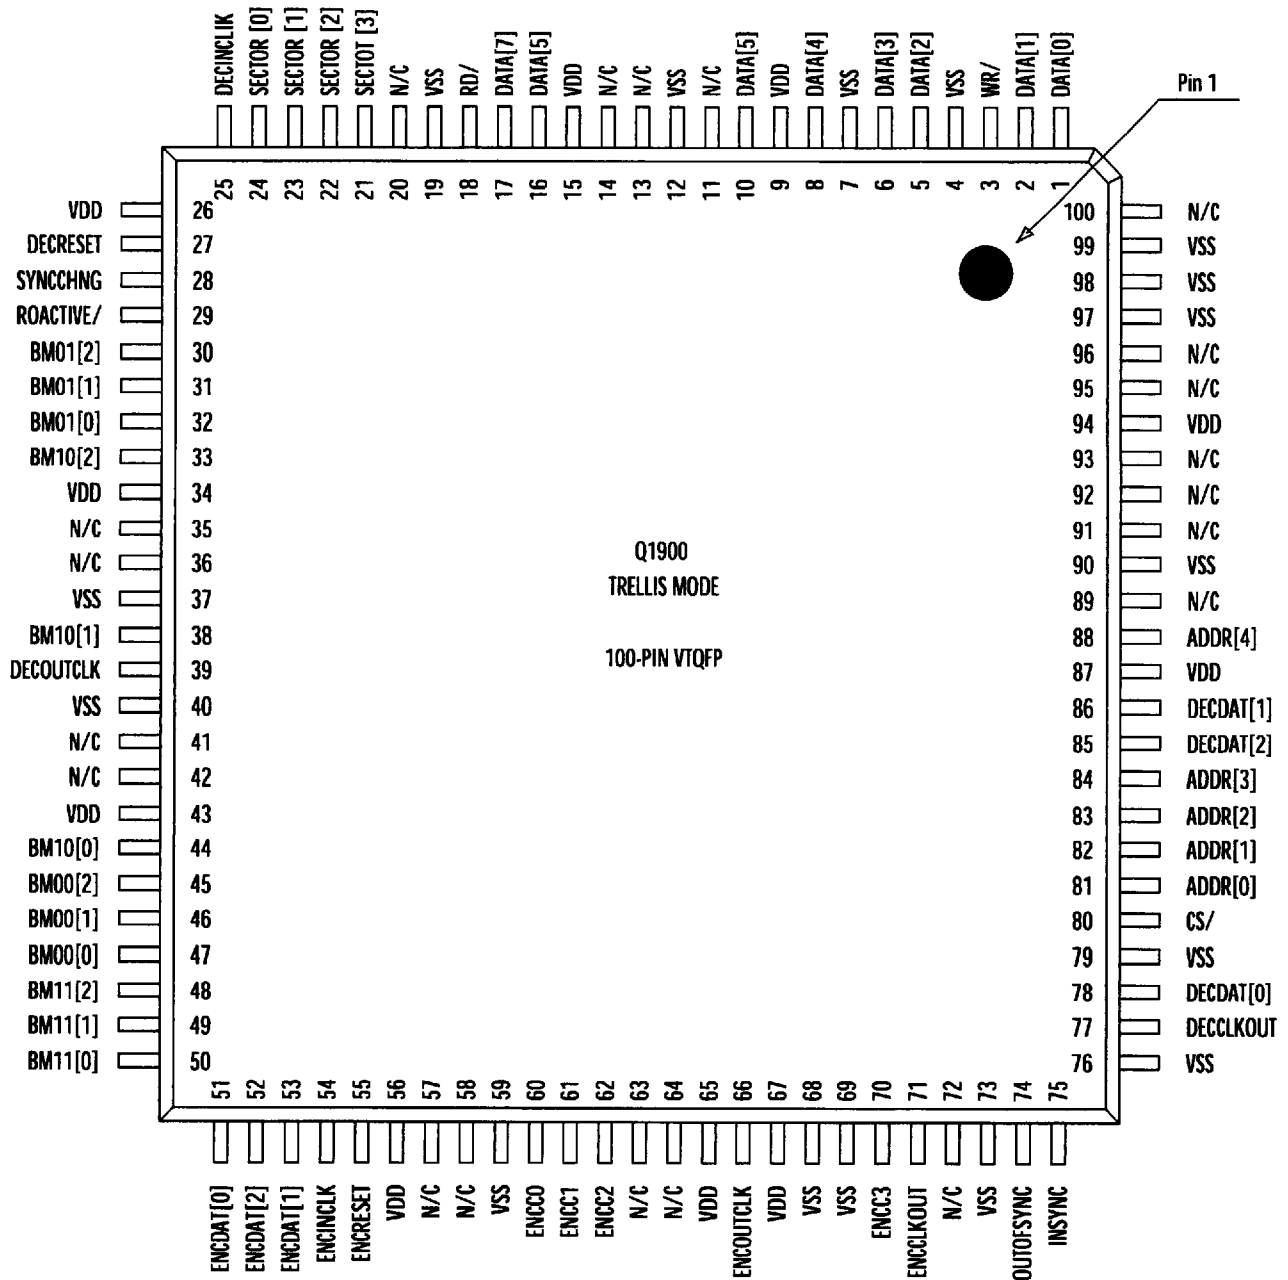 DECINCLIK
SECTOR [0]
SECTOR [1]
SECTOR [2]
SECTOT [3]
N/C
VSS
RD/
DATA[7]
DATA[5]
VDD
N/C
N/C
VSS
N/C
DATA[5]
VDD
DATA[4]
VSS
DATA[3]
DATA[2]
VSS
WR/
DATA[1]
DATA[0]
Pin 1
25 24 23 22 21 20 19 18 17 16 15 14 13 12 11 10 9 8 7 6 5 4 3 2 1
VDD 26
DECRESET 27
SYNCCHNG 28
ROACTIVE/ 29
BM01[2] 30
BM01[1] 31
BM01[0] 32
BM10[2] 33
VDD 34
N/C 35
N/C 36
VSS 37
BM10[1] 38
DECOUTCLK 39
VSS 40
N/C 41
N/C 42
VDD 43
BM10[0] 44
BM00[2] 45
BM00[1] 46
BM00[0] 47
BM11[2] 48
BM11[1] 49
BM11[0] 50
Q1900
TRELLIS MODE
100-PIN VTQFP
100 N/C
99 VSS
98 VSS
97 VSS
96 N/C
95 N/C
94 VDD
93 N/C
92 N/C
91 N/C
90 VSS
89 N/C
88 ADDR[4]
87 VDD
86 DECDAT[1]
85 DECDAT[2]
84 ADDR[3]
83 ADDR[2]
82 ADDR[1]
81 ADDR[0]
80 CS/
79 VSS
78 DECDAT[0]
77 DECCLKOUT
76 VSS
51 52 53 54 55 56 57 58 59 60 61 62 63 64 65 66 67 68 69 70 71 72 73 74 75
ENCDAT[0]
ENCDAT[2]
ENCDAT[1]
ENCINCLK
ENCRESET
VDD
N/C
N/C
VSS
ENCC0
ENCC1
ENCC2
N/C
N/C
VDD
ENCOUTCLK
VDD
VSS
VSS
ENCC3
ENCCLKOUT
N/C
VSS
OUTOFSYNC
INSYNC